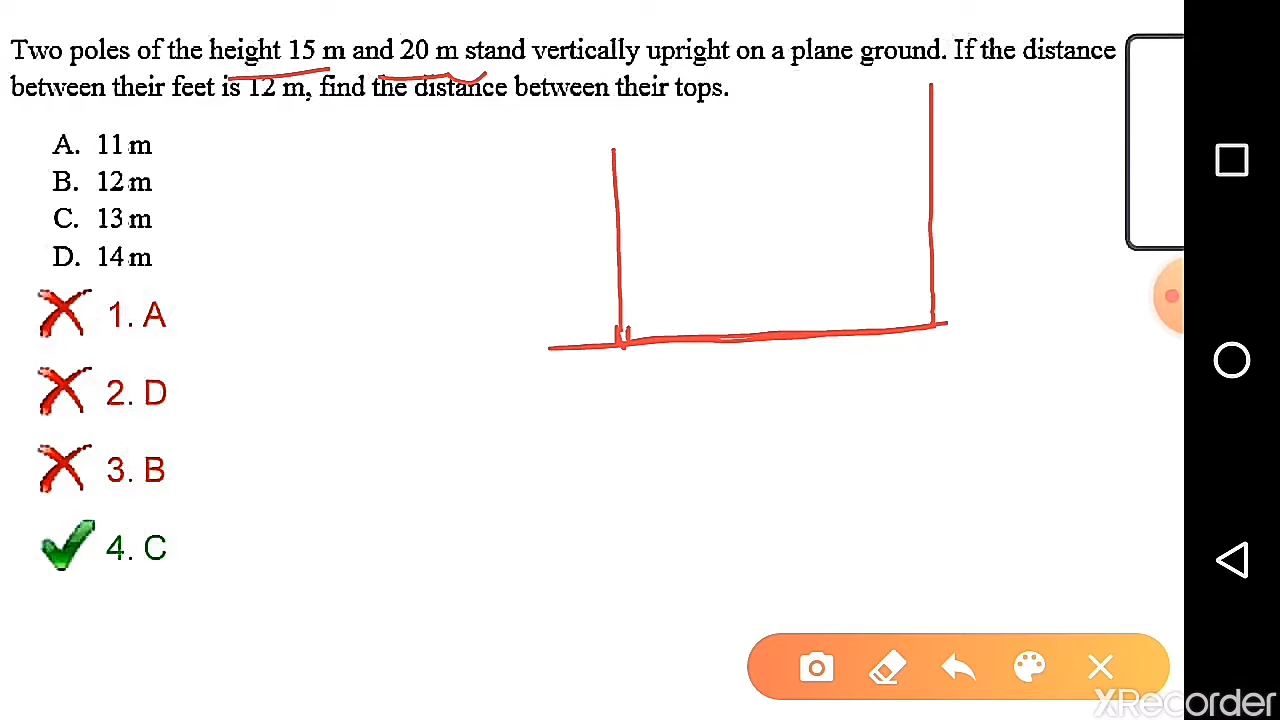 Two poles of the height 15 m and 20 m stand vertically upright on a plane ground. If the distance
between their feet is 12 m, find the distance between their tops.
A. 11 m
B. 12 m
C. 13 m
D. 14 m
1. A
2. D
3. B
4. C
XRecorder